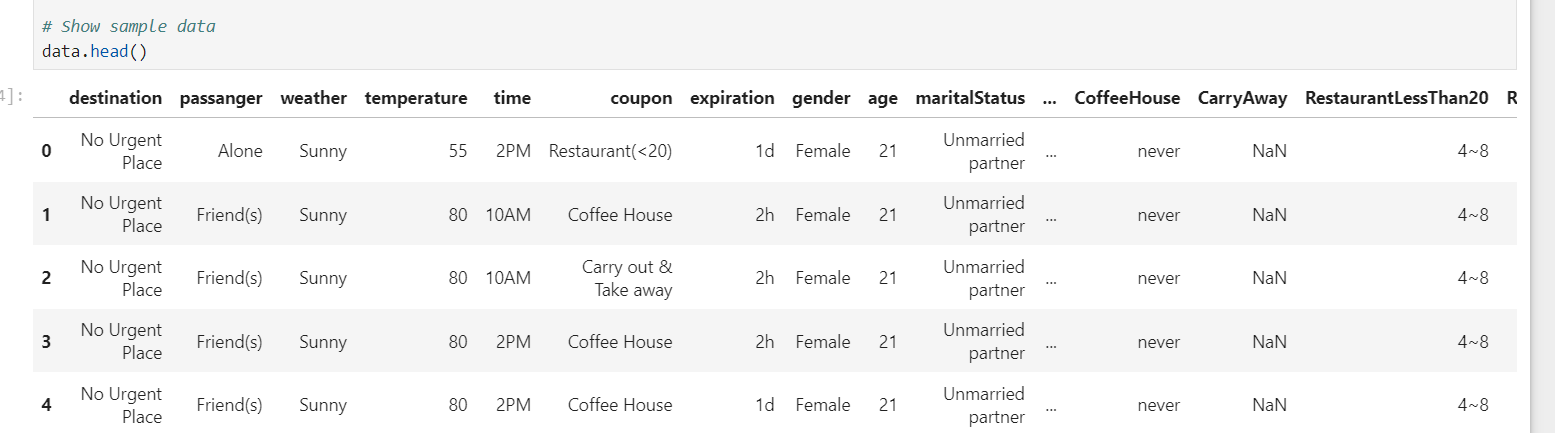 # Show sample data
data.head()
4]:
destination passanger weather temperature time coupon expiration gender age maritalStatus ... CoffeeHouse CarryAway RestaurantLessThan20 R
0 No Urgent Place Alone Sunny 55 2PM Restaurant(<20) 1d Female 21 Unmarried partner ... never NaN 4~8
1 No Urgent Place Friend(s) Sunny 80 10AM Coffee House 2h Female 21 Unmarried partner ... never NaN 4~8
2 No Urgent Place Friend(s) Sunny 80 10AM Carry out & Take away 2h Female 21 Unmarried partner ... never NaN 4~8
3 No Urgent Place Friend(s) Sunny 80 2PM Coffee House 2h Female 21 Unmarried partner ... never NaN 4~8
4 No Urgent Place Friend(s) Sunny 80 2PM Coffee House 1d Female 21 Unmarried partner ... never NaN 4~8